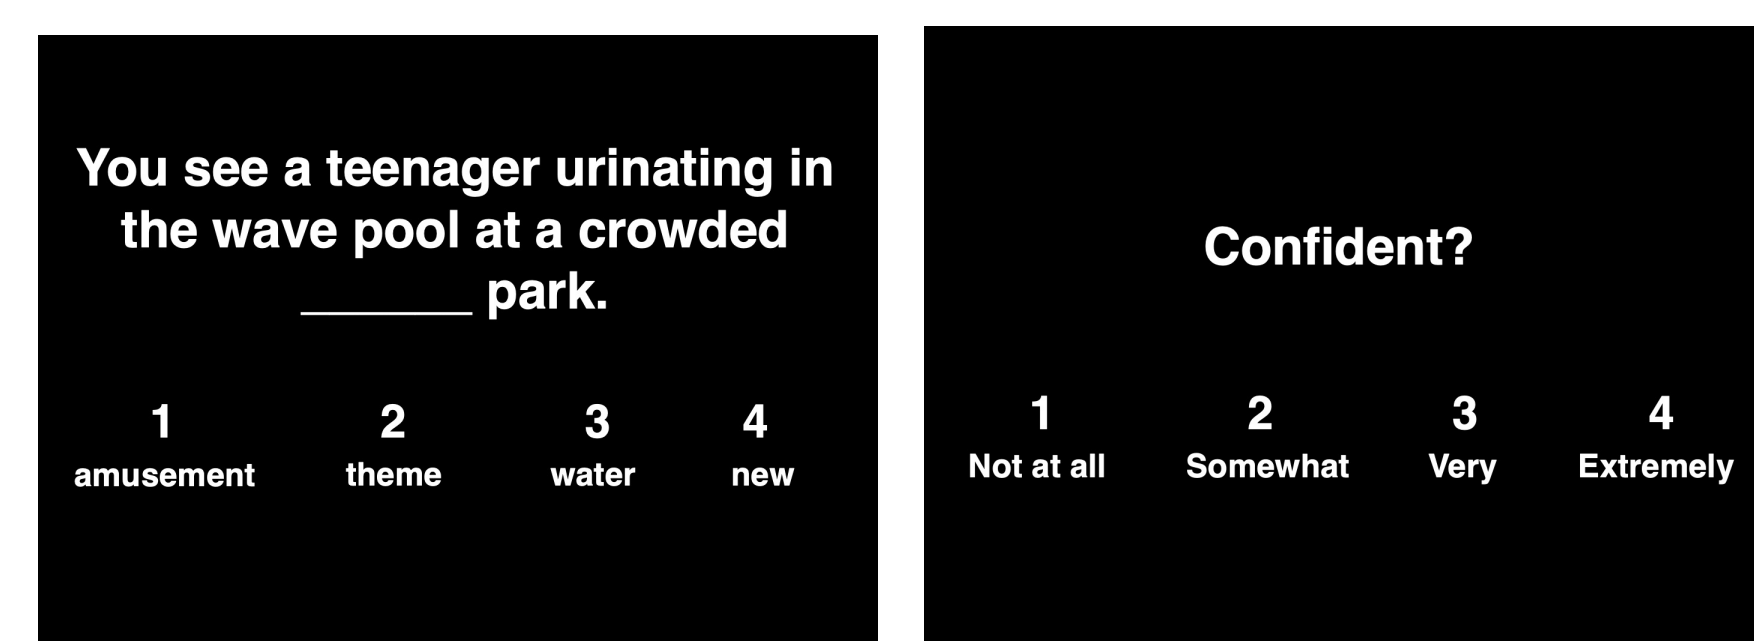 You see a teenager urinating in
the wave pool at a crowded
______ park.
1 2 3 4
amusement theme water new
Confident?
1 2 3 4
Not at all Somewhat Very Extremely